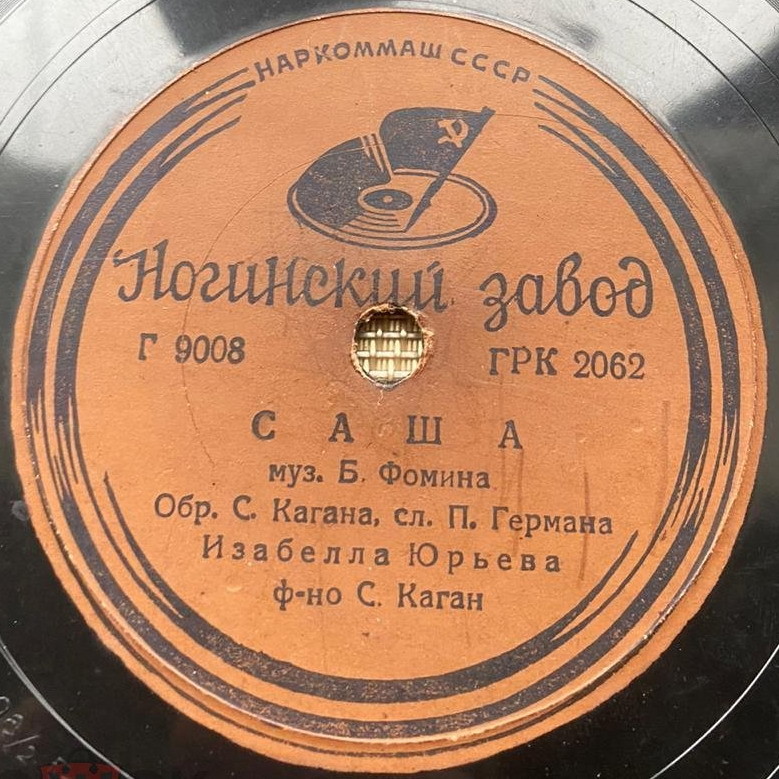 НАРКОММАШ СССР
Ногинский завод
Г 9008 ГРК 2062
САША
муз. Б. Фомина
Обр. С. Кагана, сл. П. Германа
Изабелла Юрьева
ф-но С. Каган